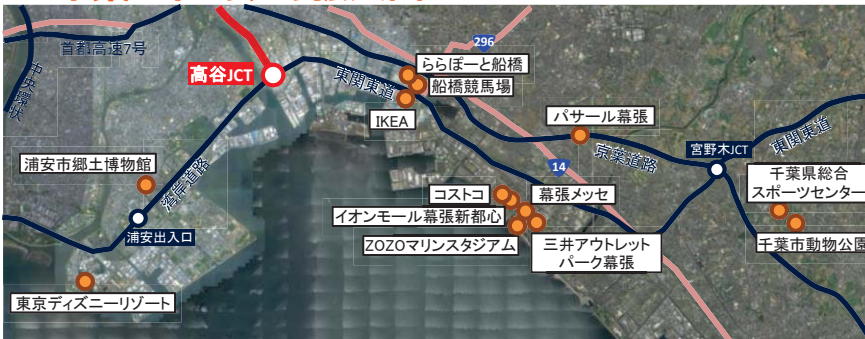 首都高速7号
中央環状
高谷JCT
東関東道
296
ららぽーと船橋
船橋競馬場
IKEA
パサール幕張
京葉道路
宮野木JCT
東関東道
浦安市郷土博物館
湾岸道路
14
千葉県総合
スポーツセンター
コストコ
幕張メッセ
イオンモール幕張新都心
浦安出入口
ZOZOマリンスタジアム
三井アウトレット
パーク幕張
千葉市動物公園
東京ディズニーリゾート